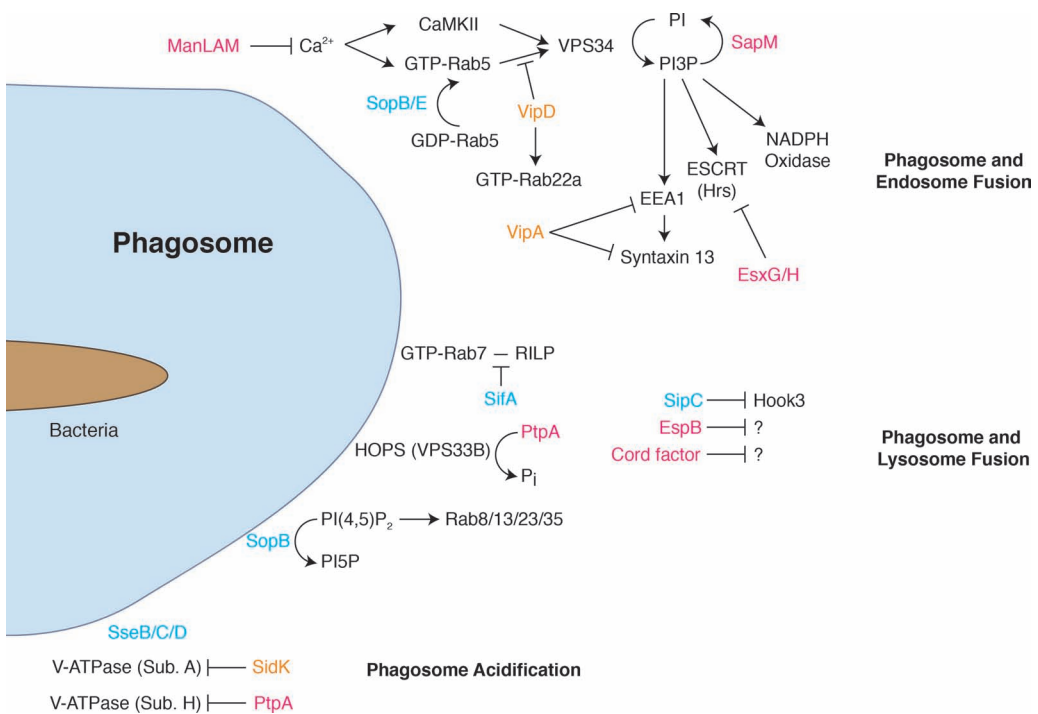 CaMKII
PI
ManLAM
Ca²⁺
VPS34
SapM
GTP-Rab5
PI3P
SopB/E
VipD
GDP-Rab5
NADPH
Oxidase
Phagosome and
Endosome Fusion
GTP-Rab22a
ESCRT
(Hrs)
EEA1
VipA
Phagosome
Syntaxin 13
EsxG/H
GTP-Rab7
RILP
SifA
SipC
Hook3
Bacteria
PtpA
EspB
?
Phagosome and
Lysosome Fusion
HOPS (VPS33B)
Cord factor
?
Pi
PI(4,5)P₂
Rab8/13/23/35
SopB
PI5P
SseB/C/D
V-ATPase (Sub. A)
SidK
Phagosome Acidification
V-ATPase (Sub. H)
PtpA